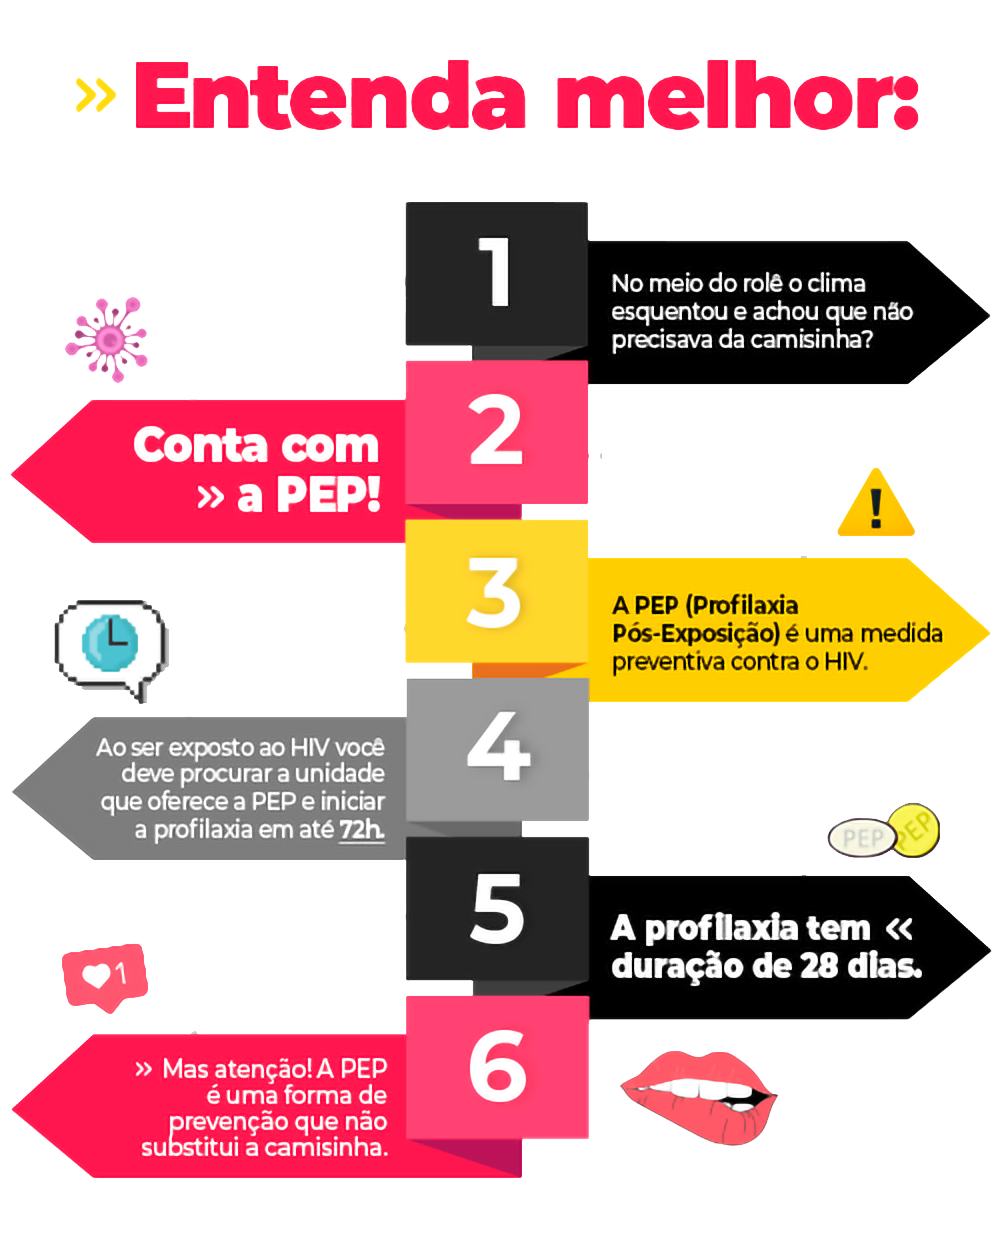 » Entenda melhor:
1
No meio do rolê o clima
esquentou e achou que não
precisava da camisinha?
2
Conta com
» a PEP!
3
A PEP (Profilaxia
Pós-Exposição) é uma medida
preventiva contra o HIV.
4
Ao ser exposto ao HIV você
deve procurar a unidade
que oferece a PEP e iniciar
a profilaxia em até 72h.
PEP PEP
5
A profilaxia tem «
duração de 28 dias.
1
6
» Mas atenção! A PEP
é uma forma de
prevenção que não
substitui a camisinha.